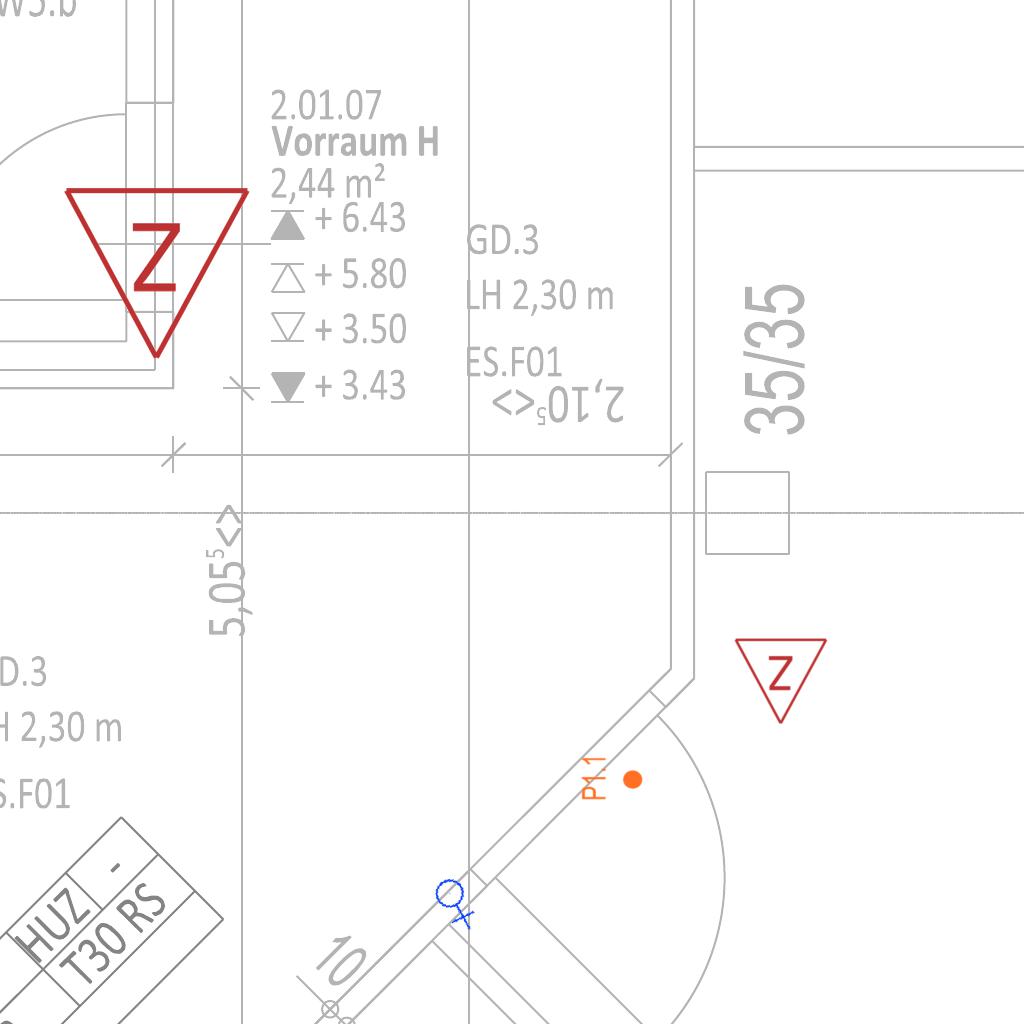 W3.b
2.01.07
Vorraum H
2,44 m²
+ 6.43
+ 5.80
+ 3.50
+ 3.43
Z
GD.3
LH 2,30 m
ES.F01
2,10⁵<>
35/35
5,05⁵<>
Z
D.3
H 2,30 m
S.F01
P1.1
HUZ -
T30 RS
10